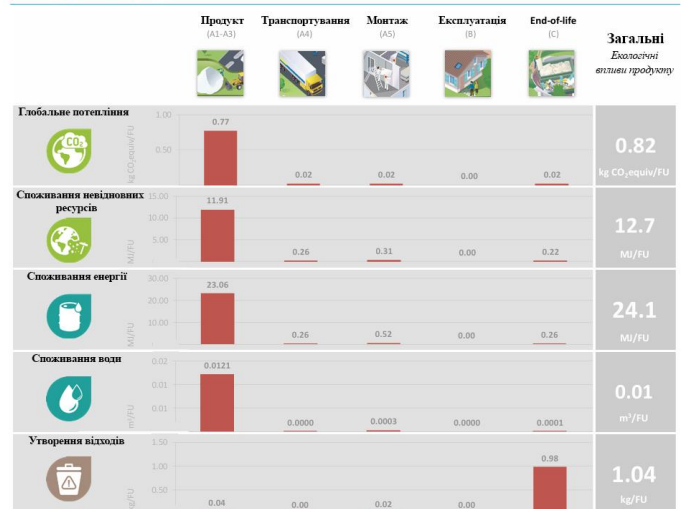 Продукт Транспортування Монтаж Експлуатація End-of-life
(A1-A3) (A4) (A5) (B) (C)
Загальні
Екологічні
впливи продукту
Глобальне потепління
CO₂
kg CO₂equiv/FU
1.00
0.50
0.77 0.02 0.02 0.00 0.02
0.82
kg CO₂equiv/FU
Споживання невідновних
ресурсів
MJ/FU
15.00
10.00
5.00
11.91 0.26 0.31 0.00 0.22
12.7
MJ/FU
Споживання енергії
MJ/FU
30.00
20.00
10.00
23.06 0.26 0.52 0.00 0.26
24.1
MJ/FU
Споживання води
m³/FU
0.02
0.01
0.01
0.0121 0.0000 0.0003 0.0000 0.0001
0.01
m³/FU
Утворення відходів
1.50
1.00
0.50
0.04 0.00 0.02 0.00 0.98
1.04
kg/FU